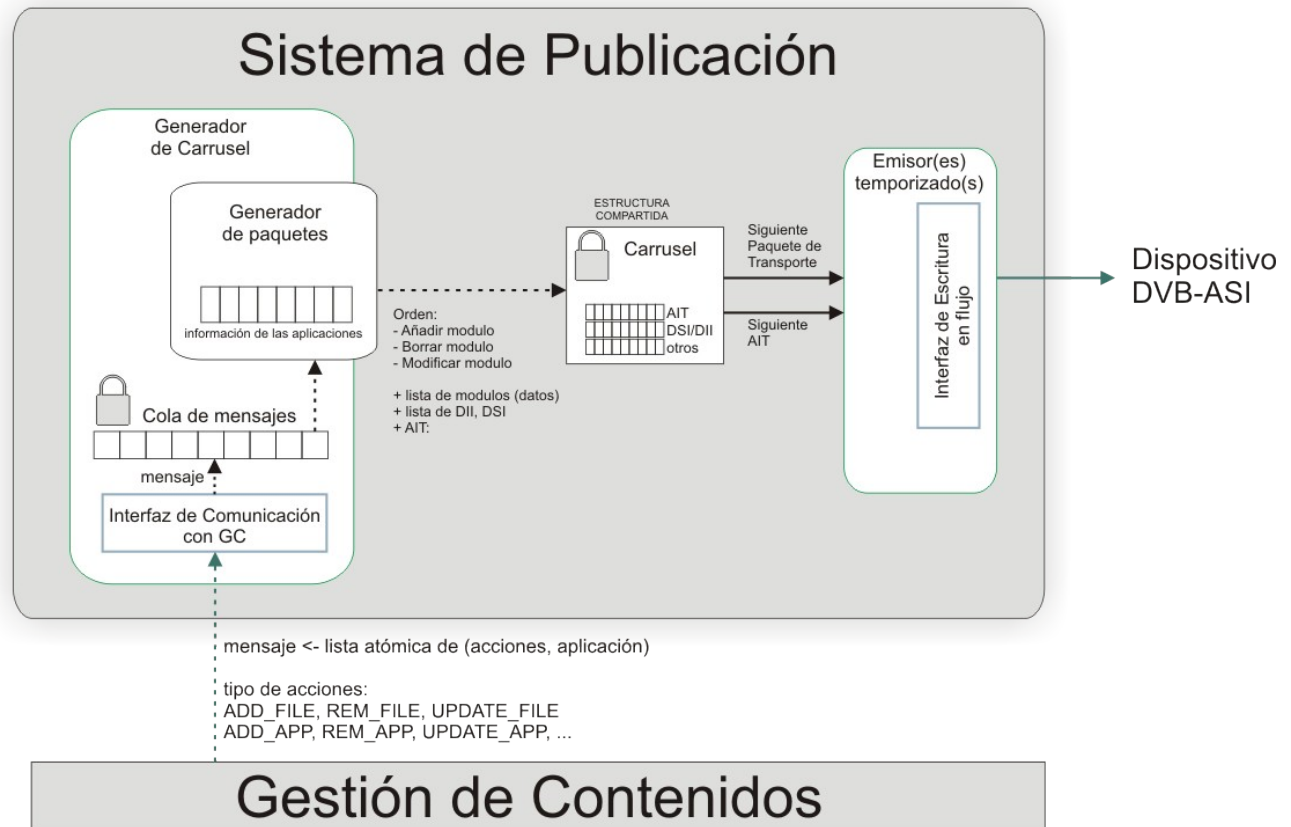 Sistema de Publicación
Generador
de Carrusel
Generador
de paquetes
información de las aplicaciones
Cola de mensajes
mensaje
Interfaz de Comunicación
con GC
Orden:
- Añadir modulo
- Borrar modulo
- Modificar modulo
+ lista de modulos (datos)
+ lista de DII, DSI
+ AIT:
ESTRUCTURA
COMPARTIDA
Carrusel
AIT
DSI/DII
otros
Siguiente
Paquete de
Transporte
Siguiente
AIT
Emisor(es)
temporizado(s)
Interfaz de Escritura
en flujo
Dispositivo
DVB-ASI
mensaje <- lista atómica de (acciones, aplicación)
tipo de acciones:
ADD_FILE, REM_FILE, UPDATE_FILE
ADD_APP, REM_APP, UPDATE_APP, ...
Gestión de Contenidos